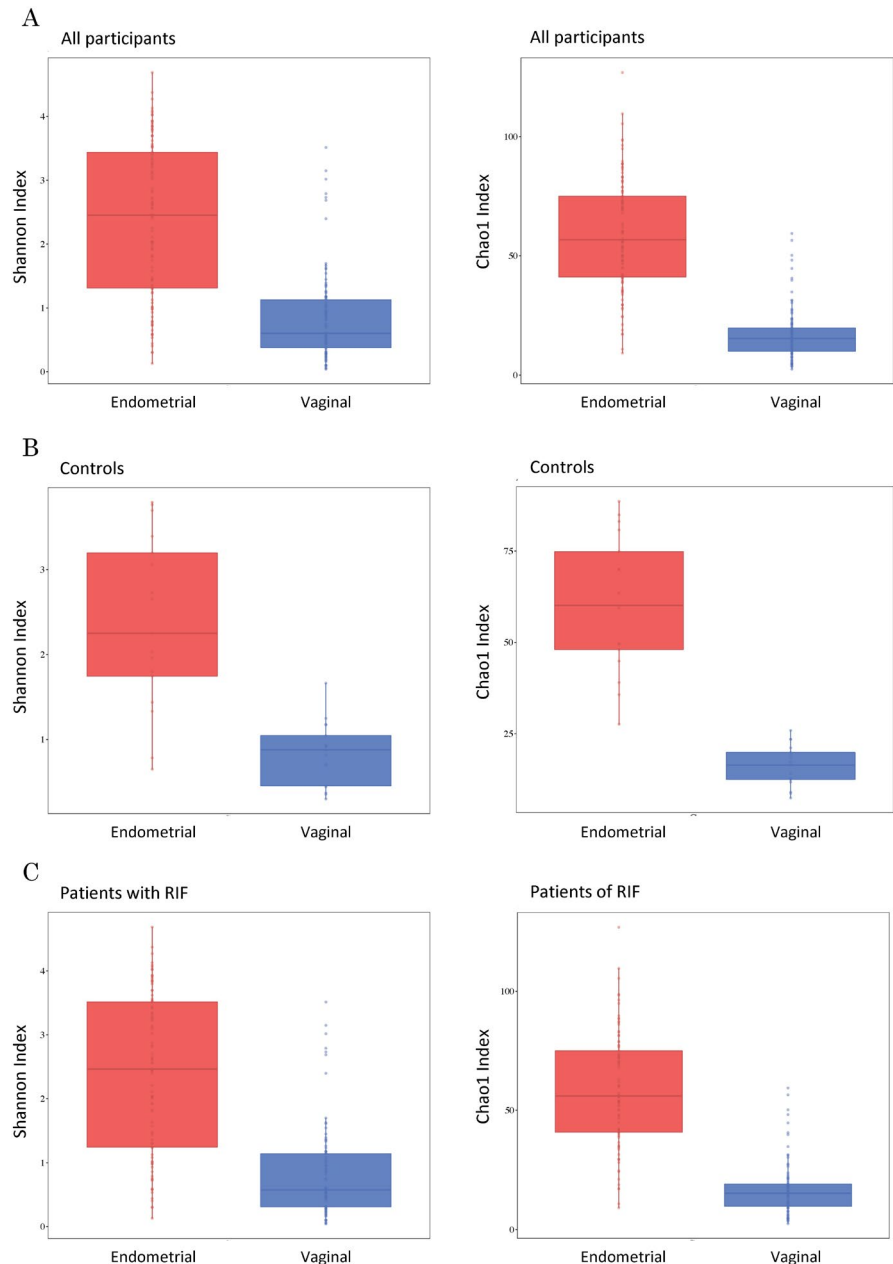 A
All participants
Shannon Index
4
3
2
1
0
Endometrial
Vaginal
All participants
Chao1 Index
100
50
0
Endometrial
Vaginal
B
Controls
Shannon Index
3
2
1
Endometrial
Vaginal
Controls
Chao1 Index
75
50
25
Endometrial
Vaginal
C
Patients with RIF
Shannon Index
4
3
2
1
0
Endometrial
Vaginal
Patients of RIF
Chao1 Index
100
50
0
Endometrial
Vaginal